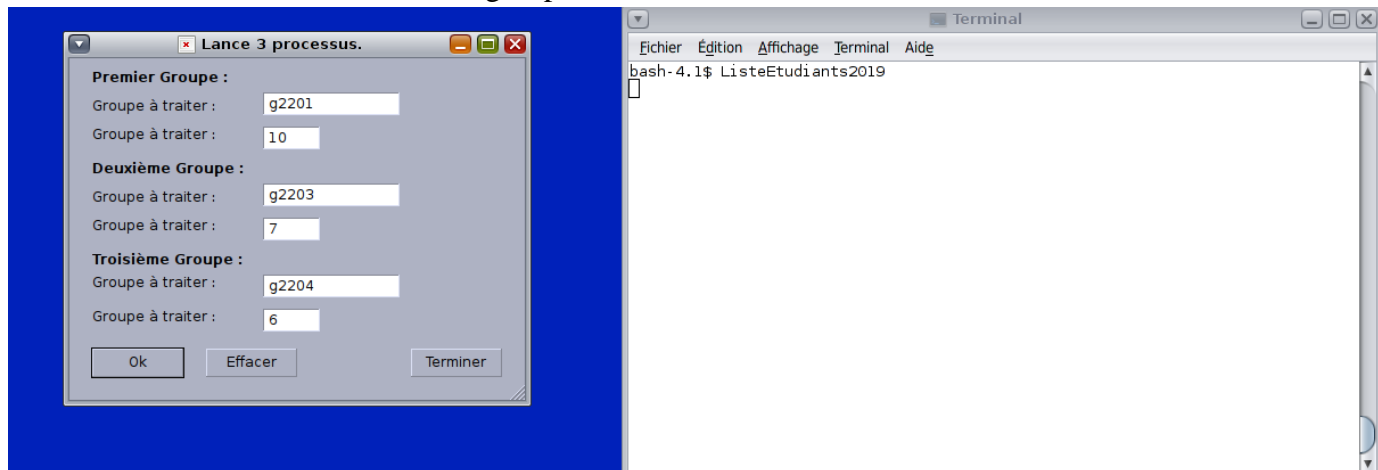 Lance 3 processus.
Premier Groupe :
Groupe à traiter : g2201
Groupe à traiter : 10
Deuxième Groupe :
Groupe à traiter : g2203
Groupe à traiter : 7
Troisième Groupe :
Groupe à traiter : g2204
Groupe à traiter : 6
Ok Effacer Terminer
Terminal
Fichier Édition Affichage Terminal Aide
bash-4.1$ ListeEtudiants2019